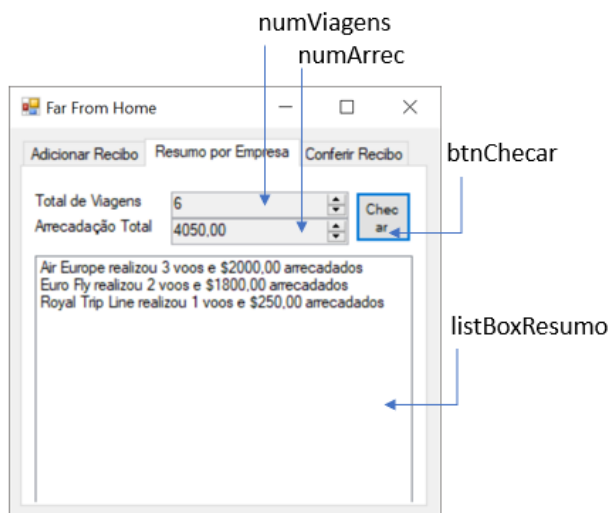 numViagens
numArrec
Far From Home
Adicionar Recibo Resumo por Empresa Conferir Recibo
btnChecar
Total de Viagens 6
Chec
ar
Arrecadação Total 4050,00
Air Europe realizou 3 voos e $2000,00 arrecadados
Euro Fly realizou 2 voos e $1800,00 arrecadados
Royal Trip Line realizou 1 voos e $250,00 arrecadados
listBoxResumo